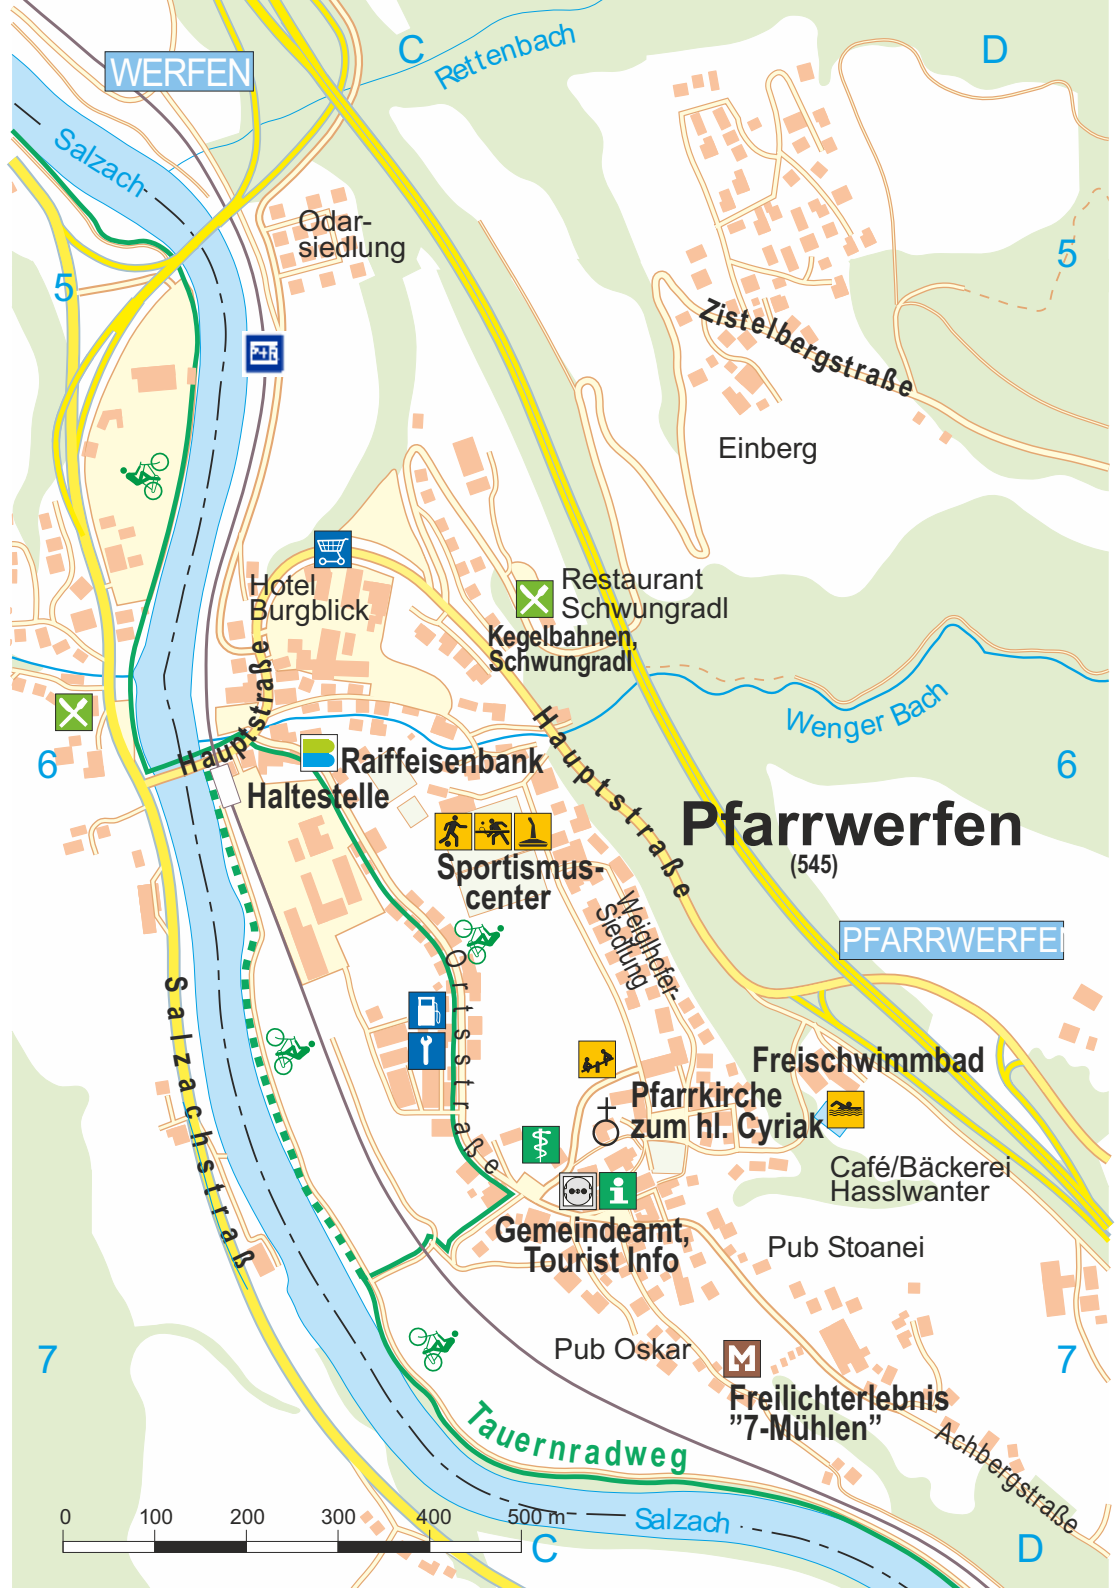 C
D
Rettenbach
WERFEN
Salzach
Odar-
siedlung
5
5
Zistelbergstraße
Einberg
Hotel
Burgblick
Restaurant
Schwungradl
Kegelbahnen,
Schwungradl
Hauptstraße
Wenger Bach
Hauptstraße
6
6
Raiffeisenbank
Haltestelle
Pfarrwerfen
(545)
Sportismus-
center
Weiglhofer-
Siedlung
PFARRWERFE
Ortsstraße
Salzachstraß
Freischwimmbad
Pfarrkirche
zum hl. Cyriak
Café/Bäckerei
Hasslwanter
Gemeindeamt,
Tourist Info
Pub Stoanei
7
Pub Oskar
M
7
Freilichterlebnis
”7-Mühlen”
Tauernradweg
Achbergstraße
0 100 200 300 400 500 m
Salzach
C
D